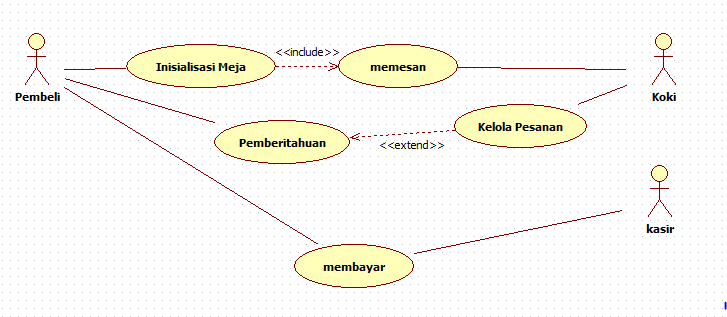 <<include>>
Inisialisasi Meja
memesan
Pembeli
Koki
Kelola Pesanan
Pemberitahuan
<<extend>>
kasir
membayar